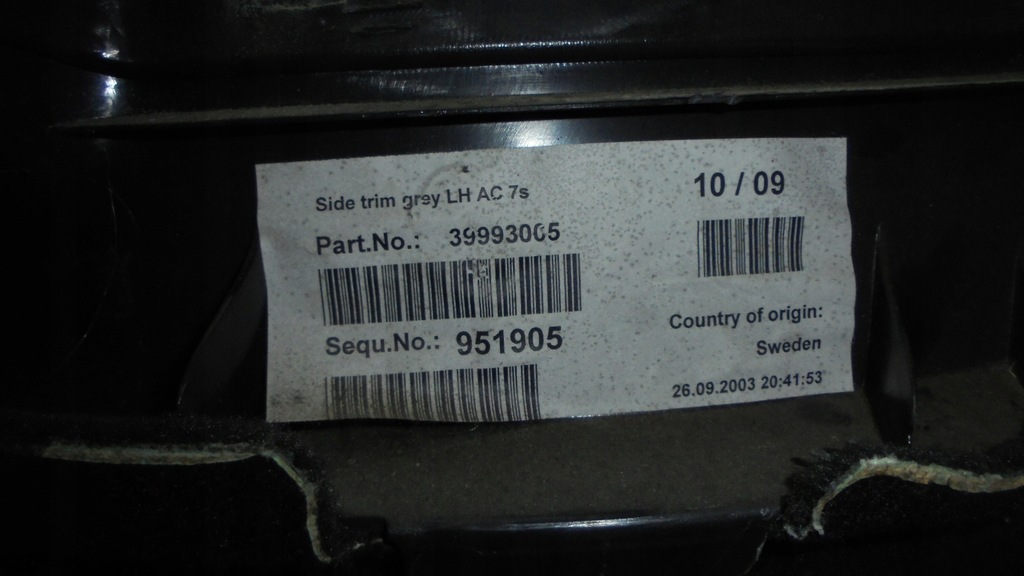 Side trim grey LH AC 7s
10 / 09
Part.No.: 39993005
Sequ.No.: 951905
Country of origin:
Sweden
26.09.2003 20:41:53